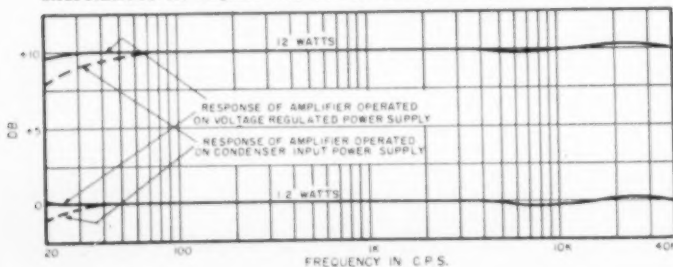 +10
12 WATTS
RESPONSE OF AMPLIFIER OPERATED
ON VOLTAGE REGULATED POWER SUPPLY
DB
+5
RESPONSE OF AMPLIFIER OPERATED
ON CONDENSER INPUT POWER SUPPLY
1.2 WATTS
0
20 100 1K 10K 40K
FREQUENCY IN C.P.S.